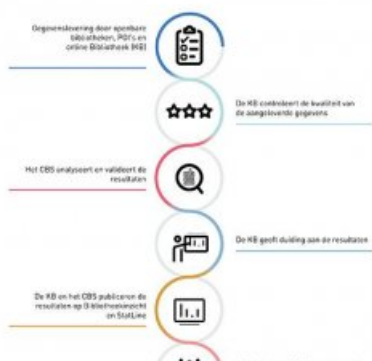 Gegevenslevering door openbare
bibliotheken, POI's en
online Bibliotheek (KB)
De KB controleert de kwaliteit van
de aangeleverde gegevens
Het CBS analyseert en valideert de
resultaten
De KB geeft duiding aan de resultaten
De KB en het CBS publiceren de
resultaten op Bibliotheekinzicht
en StatLine